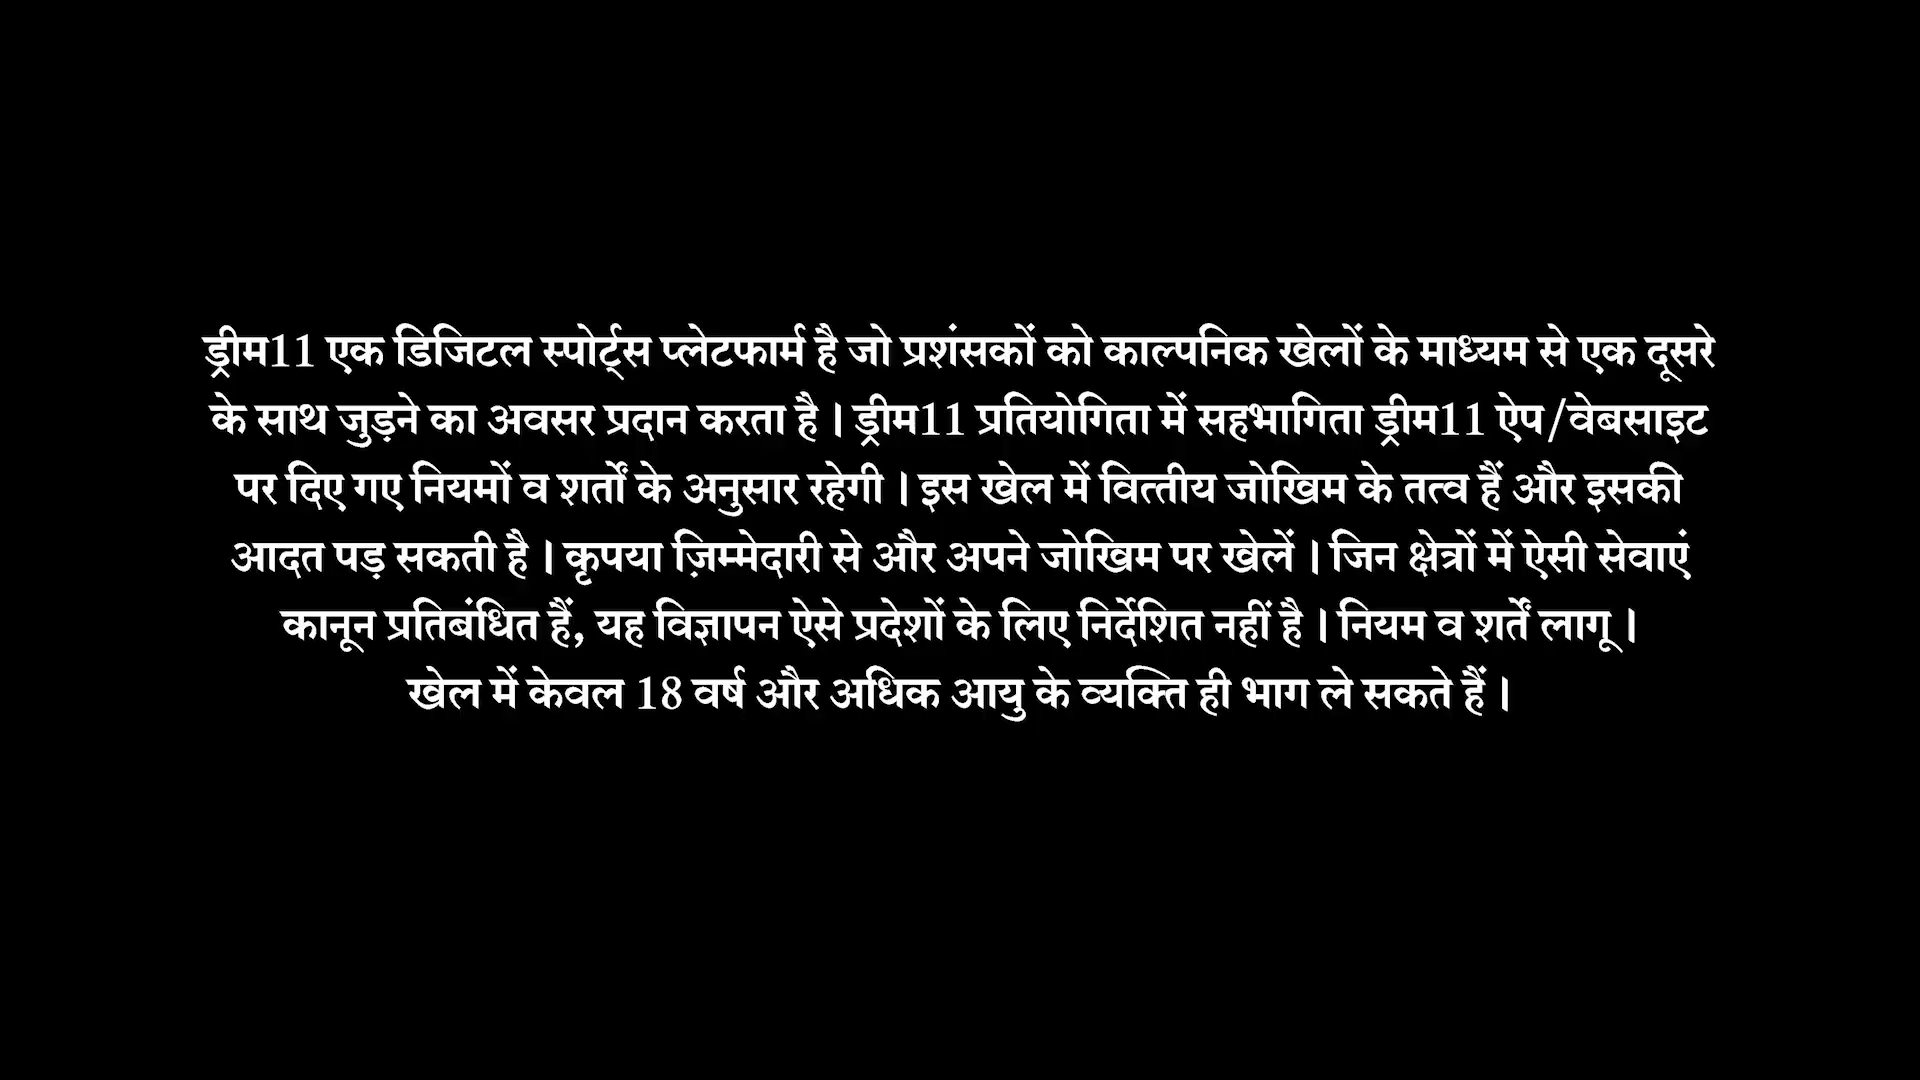 ड्रीम11 एक डिजिटल स्पोर्ट्स प्लेटफार्म है जो प्रशंसकों को काल्पनिक खेलों के माध्यम से एक दूसरे
के साथ जुड़ने का अवसर प्रदान करता है । ड्रीम11 प्रतियोगिता में सहभागिता ड्रीम11 ऐप/वेबसाइट
पर दिए गए नियमों व शर्तों के अनुसार रहेगी । इस खेल में वित्तीय जोखिम के तत्व हैं और इसकी
आदत पड़ सकती है । कृपया ज़िम्मेदारी से और अपने जोखिम पर खेलें । जिन क्षेत्रों में ऐसी सेवाएं
कानून प्रतिबंधित हैं, यह विज्ञापन ऐसे प्रदेशों के लिए निर्देशित नहीं है । नियम व शर्तें लागू ।
खेल में केवल 18 वर्ष और अधिक आयु के व्यक्ति ही भाग ले सकते हैं ।